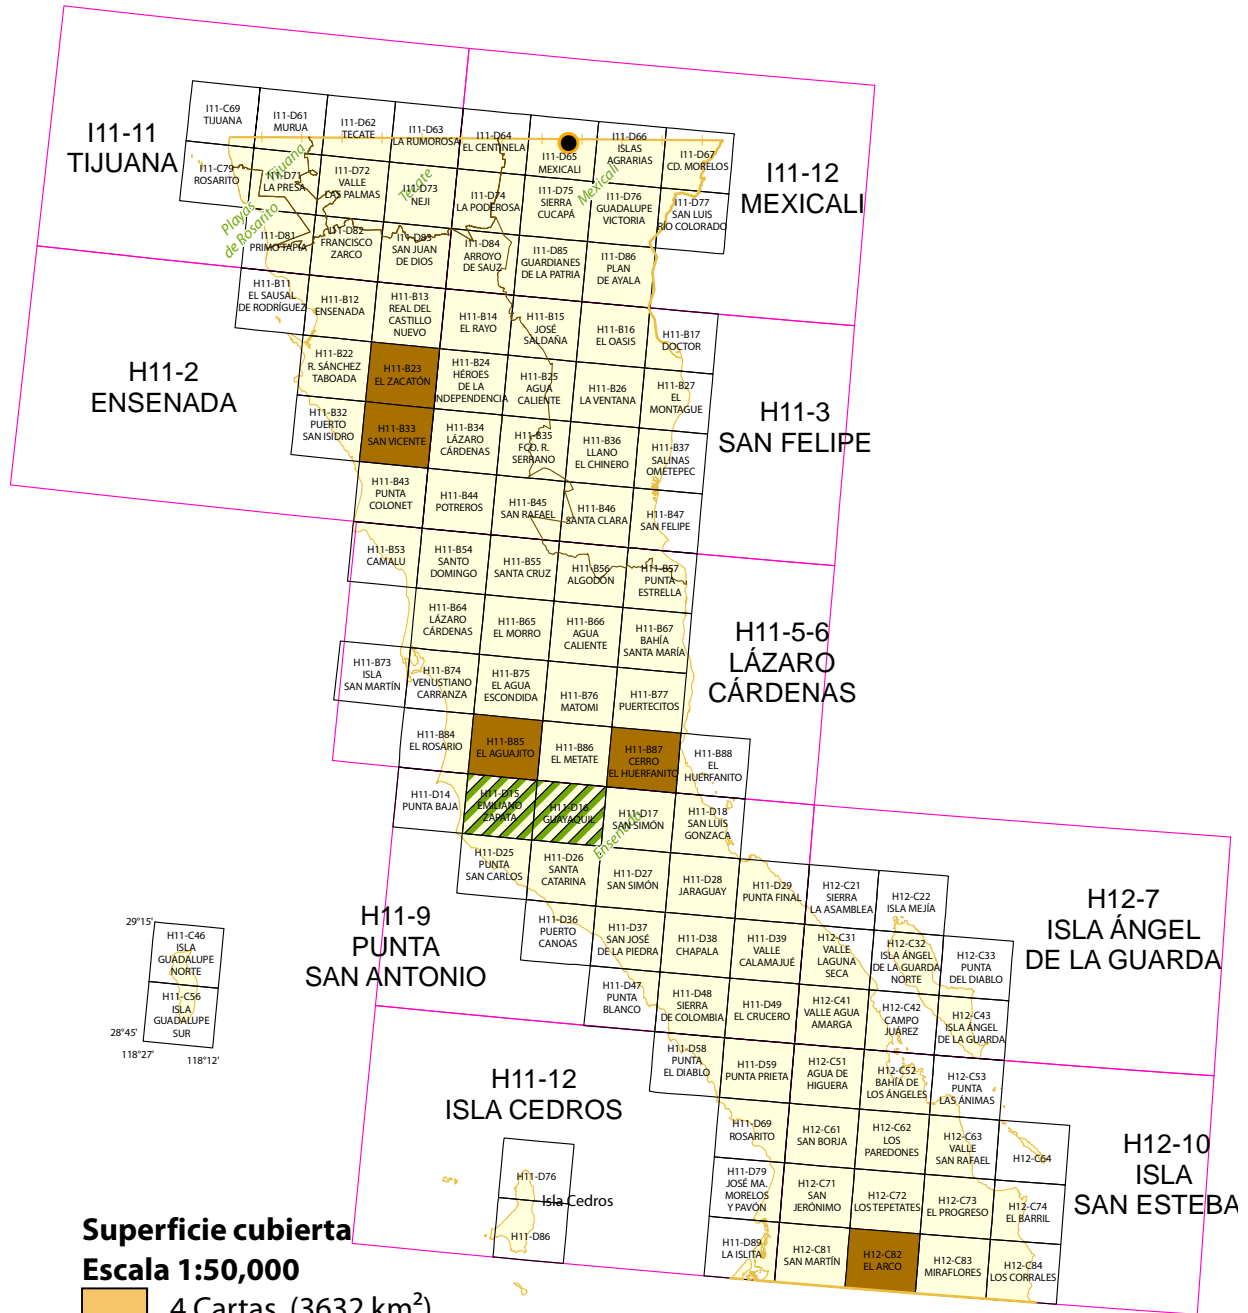 I11-11
TIJUANA
I11-12
MEXICALI
H11-2
ENSENADA
H11-3
SAN FELIPE
H11-5-6
LÁZARO
CÁRDENAS
H11-9
PUNTA
SAN ANTONIO
H12-7
ISLA ÁNGEL
DE LA GUARDA
H11-12
ISLA CEDROS
H12-10
ISLA
SAN ESTEBA
I11-C69
TIJUANA
I11-D61
MURUA
I11-D62
TECATE
I11-D63
LA RUMOROSA
I11-D64
EL CENTINELA
I11-D65
MEXICALI
I11-D66
ISLAS
AGRARIAS
I11-D67
CD. MORELOS
I11-C79
ROSARITO
I11-D71
LA PRESA
I11-D72
VALLE
LAS PALMAS
I11-D73
NEJI
I11-D74
LA PODEROSA
I11-D75
SIERRA
CUCAPÁ
I11-D76
GUADALUPE
VICTORIA
I11-D77
SAN LUIS
RÍO COLORADO
Tijuana
Tecate
Mexicali
Playas
de Rosarito
I11-D81
PRIMO TAPIA
I11-D82
FRANCISCO
ZARCO
I11-D83
SAN JUAN
DE DIOS
I11-D84
ARROYO
DE SAUZ
I11-D85
GUARDIANES
DE LA PATRIA
I11-D86
PLAN
DE AYALA
H11-B11
EL SAUSAL
DE RODRÍGUEZ
H11-B12
ENSENADA
H11-B13
REAL DEL
CASTILLO
NUEVO
H11-B14
EL RAYO
H11-B15
JOSÉ
SALDAÑA
H11-B16
EL OASIS
H11-B17
DOCTOR
H11-B22
R. SÁNCHEZ
TABOADA
H11-B23
EL ZACATÓN
H11-B24
HÉROES
DE LA
INDEPENDENCIA
H11-B25
AGUA
CALIENTE
H11-B26
LA VENTANA
H11-B27
EL
MONTAGUE
H11-B32
PUERTO
SAN ISIDRO
H11-B33
SAN VICENTE
H11-B34
LÁZARO
CÁRDENAS
H11-B35
FCO. R.
SERRANO
H11-B36
LLANO
EL CHINERO
H11-B37
SALINAS
OMETEPEC
H11-B43
PUNTA
COLONET
H11-B44
POTREROS
H11-B45
SAN RAFAEL
H11-B46
SANTA CLARA
H11-B47
SAN FELIPE
H11-B53
CAMALU
H11-B54
SANTO
DOMINGO
H11-B55
SANTA CRUZ
H11-B56
ALGODÓN
H11-B57
PUNTA
ESTRELLA
H11-B64
LÁZARO
CÁRDENAS
H11-B65
EL MORRO
H11-B66
AGUA
CALIENTE
H11-B67
BAHÍA
SANTA MARÍA
H11-B73
ISLA
SAN MARTÍN
H11-B74
VENUSTIANO
CARRANZA
H11-B75
EL AGUA
ESCONDIDA
H11-B76
MATOMI
H11-B77
PUERTECITOS
H11-B84
EL ROSARIO
H11-B85
EL AGUAJITO
H11-B86
EL METATE
H11-B87
CERRO
EL HUERFANITO
H11-B88
EL
HUERFANITO
H11-D14
PUNTA BAJA
H11-D15
EMILIANO
ZAPATA
H11-D16
GUAYAQUIL
H11-D17
SAN SIMÓN
H11-D18
SAN LUIS
GONZACA
Ensenada
H11-D25
PUNTA
SAN CARLOS
H11-D26
SANTA
CATARINA
H11-D27
SAN SIMÓN
H11-D28
JARAGUAY
H11-D29
PUNTA FINAL
H12-C21
SIERRA
LA ASAMBLEA
H12-C22
ISLA MEJÍA
H11-D36
PUERTO
CANOAS
H11-D37
SAN JOSÉ
DE LA PIEDRA
H11-D38
CHAPALA
H11-D39
VALLE
CALAMAJUÉ
H12-C31
VALLE
LAGUNA
SECA
H12-C32
ISLA ÁNGEL
DE LA GUARDA
NORTE
H12-C33
PUNTA
DEL DIABLO
H11-D47
PUNTA
BLANCO
H11-D48
SIERRA
DE COLOMBIA
H11-D49
EL CRUCERO
H12-C41
VALLE AGUA
AMARGA
H12-C42
CAMPO
JUÁREZ
H12-C43
ISLA ÁNGEL
DE LA GUARDA
H11-D58
PUNTA
EL DIABLO
H11-D59
PUNTA PRIETA
H12-C51
AGUA DE
HIGUERA
H12-C52
BAHÍA DE
LOS ÁNGELES
H12-C53
PUNTA
LAS ÁNIMAS
H11-D69
ROSARITO
H12-C61
SAN BORJA
H12-C62
LOS
PAREDONES
H12-C63
VALLE
SAN RAFAEL
H12-C64
H11-D79
JOSÉ MA.
MORELOS
Y PAVÓN
H12-C71
SAN
JERÓNIMO
H12-C72
LOS TEPETATES
H12-C73
EL PROGRESO
H12-C74
EL BARRIL
H11-D89
LA ISLITA
H12-C81
SAN MARTÍN
H12-C82
EL ARCO
H12-C83
MIRAFLORES
H12-C84
LOS CORRALES
29°15'
H11-C46
ISLA
GUADALUPE
NORTE
H11-C56
ISLA
GUADALUPE
SUR
28°45'
118°27'
118°12'
H11-D76
Isla Cedros
H11-D86
Superficie cubierta
Escala 1:50,000
4 Cartas (3632 km²)